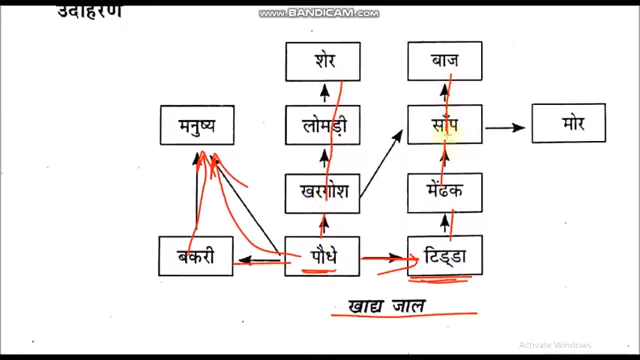 उदाहरण
www.BANDICAM.com
शेर
बाज
मनुष्य
लोमड़ी
साँप
मोर
खरगोश
मेंढक
बकरी
पौधे
टिड्डा
खाद्य जाल
Activate Windows